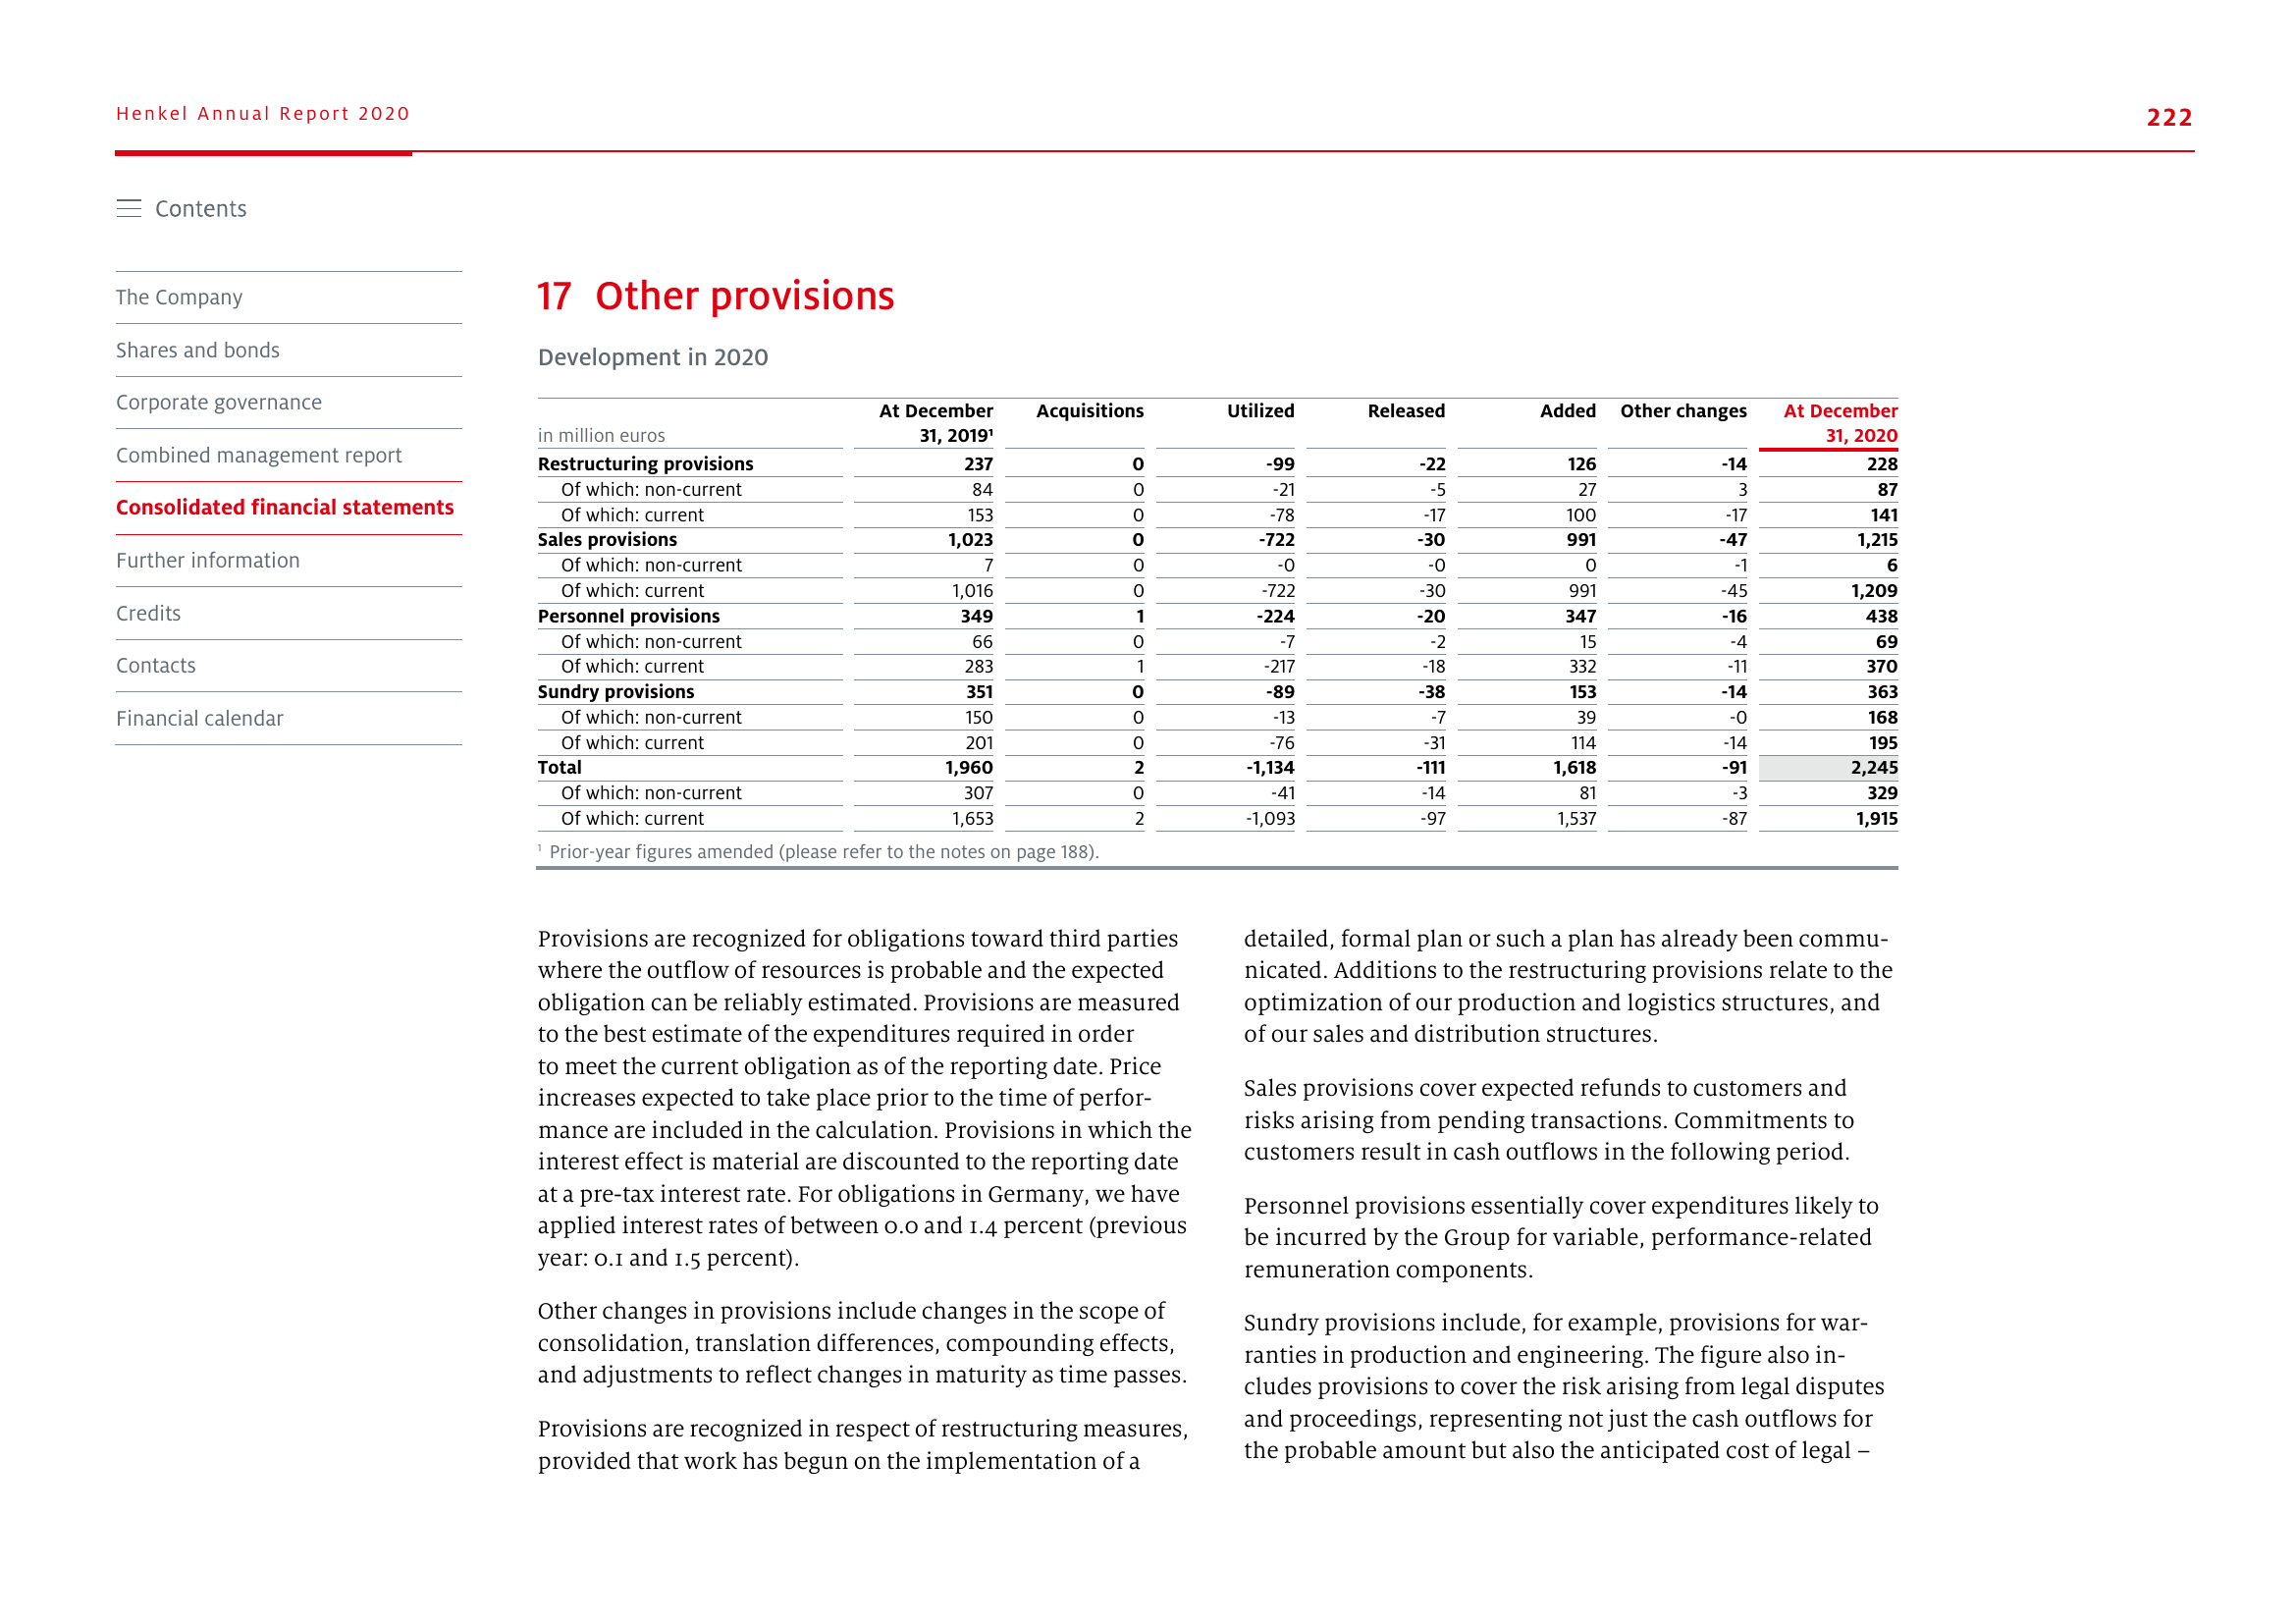 Henkel Annual Report 2020
222
Contents
The Company
Shares and bonds
Corporate governance
Combined management report
Consolidated financial statements
Further information
Credits
Contacts
Financial calendar
17 Other provisions
Development in 2020
in million euros At December 31, 2019¹ Acquisitions Utilized Released Added Other changes At December 31, 2020
Restructuring provisions 237 0 -99 -22 126 -14 228
Of which: non-current 84 0 -21 -5 27 3 87
Of which: current 153 0 -78 -17 100 -17 141
Sales provisions 1,023 0 -722 -30 991 -47 1,215
Of which: non-current 7 0 -0 -0 0 -1 6
Of which: current 1,016 0 -722 -30 991 -45 1,209
Personnel provisions 349 1 -224 -20 347 -16 438
Of which: non-current 66 0 -7 -2 15 -4 69
Of which: current 283 1 -217 -18 332 -11 370
Sundry provisions 351 0 -89 -38 153 -14 363
Of which: non-current 150 0 -13 -7 39 -0 168
Of which: current 201 0 -76 -31 114 -14 195
Total 1,960 2 -1,134 -111 1,618 -91 2,245
Of which: non-current 307 0 -41 -14 81 -3 329
Of which: current 1,653 2 -1,093 -97 1,537 -87 1,915
¹ Prior-year figures amended (please refer to the notes on page 188).
Provisions are recognized for obligations toward third parties
where the outflow of resources is probable and the expected
obligation can be reliably estimated. Provisions are measured
to the best estimate of the expenditures required in order
to meet the current obligation as of the reporting date. Price
increases expected to take place prior to the time of perfor-
mance are included in the calculation. Provisions in which the
interest effect is material are discounted to the reporting date
at a pre-tax interest rate. For obligations in Germany, we have
applied interest rates of between 0.0 and 1.4 percent (previous
year: 0.1 and 1.5 percent).
Other changes in provisions include changes in the scope of
consolidation, translation differences, compounding effects,
and adjustments to reflect changes in maturity as time passes.
Provisions are recognized in respect of restructuring measures,
provided that work has begun on the implementation of a
detailed, formal plan or such a plan has already been commu-
nicated. Additions to the restructuring provisions relate to the
optimization of our production and logistics structures, and
of our sales and distribution structures.
Sales provisions cover expected refunds to customers and
risks arising from pending transactions. Commitments to
customers result in cash outflows in the following period.
Personnel provisions essentially cover expenditures likely to
be incurred by the Group for variable, performance-related
remuneration components.
Sundry provisions include, for example, provisions for war-
ranties in production and engineering. The figure also in-
cludes provisions to cover the risk arising from legal disputes
and proceedings, representing not just the cash outflows for
the probable amount but also the anticipated cost of legal –